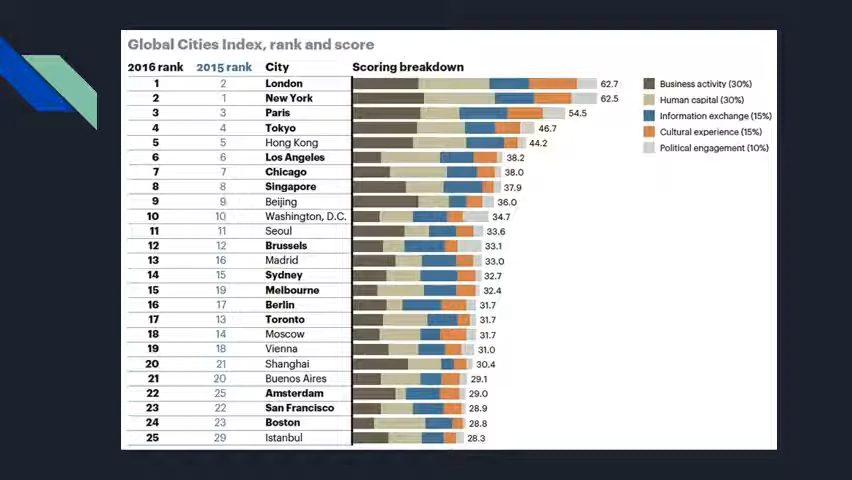 Global Cities Index, rank and score
2016 rank 2015 rank City Scoring breakdown
1 2 London 62.7
2 1 New York 62.5
3 3 Paris 54.5
4 4 Tokyo 46.7
5 5 Hong Kong 44.2
6 6 Los Angeles 38.2
7 7 Chicago 38.0
8 8 Singapore 37.9
9 9 Beijing 36.0
10 10 Washington, D.C. 34.7
11 11 Seoul 33.6
12 12 Brussels 33.1
13 16 Madrid 33.0
14 15 Sydney 32.7
15 19 Melbourne 32.4
16 17 Berlin 31.7
17 13 Toronto 31.7
18 14 Moscow 31.7
19 18 Vienna 31.0
20 21 Shanghai 30.4
21 20 Buenos Aires 29.1
22 25 Amsterdam 29.0
23 22 San Francisco 28.9
24 23 Boston 28.8
25 29 Istanbul 28.3
Business activity (30%)
Human capital (30%)
Information exchange (15%)
Cultural experience (15%)
Political engagement (10%)